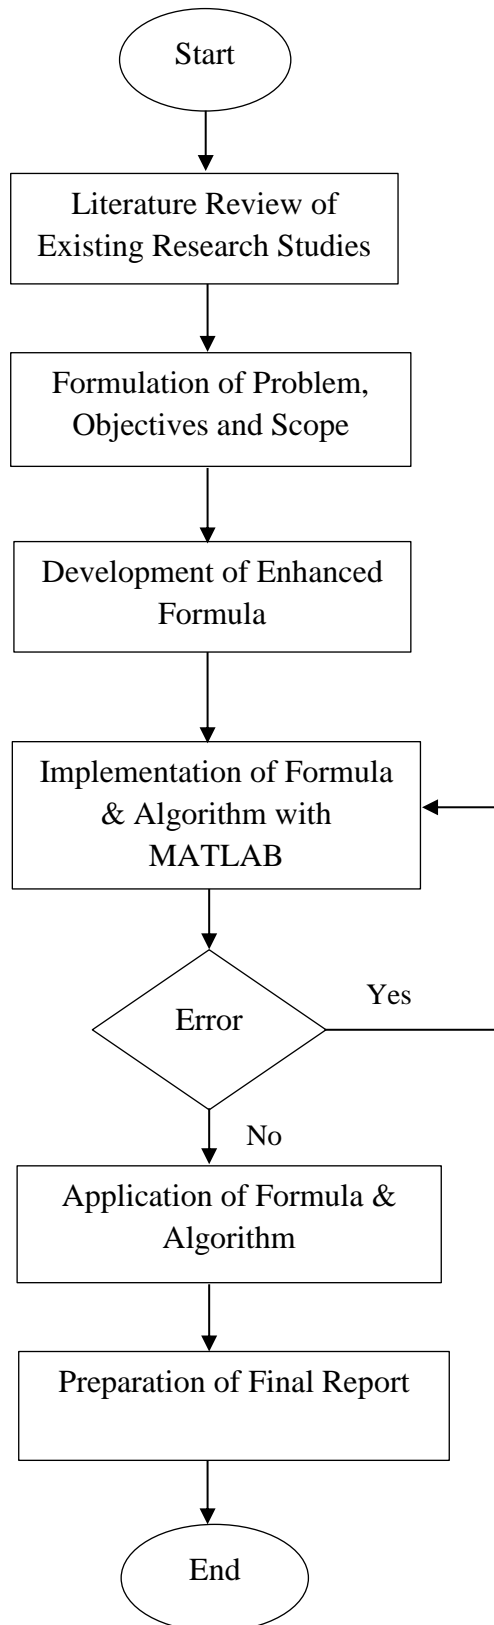 Start
Literature Review of
Existing Research Studies
Formulation of Problem,
Objectives and Scope
Development of Enhanced
Formula
Implementation of Formula
& Algorithm with
MATLAB
Error
Yes
No
Application of Formula &
Algorithm
Preparation of Final Report
End